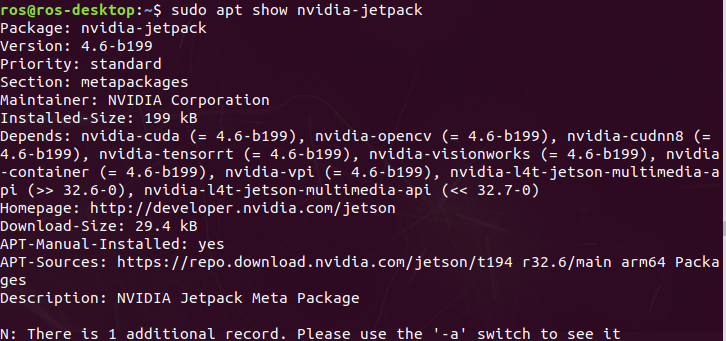 ros@ros-desktop:~$ sudo apt show nvidia-jetpack
Package: nvidia-jetpack
Version: 4.6-b199
Priority: standard
Section: metapackages
Maintainer: NVIDIA Corporation
Installed-Size: 199 kB
Depends: nvidia-cuda (= 4.6-b199), nvidia-opencv (= 4.6-b199), nvidia-cudnn8 (=
4.6-b199), nvidia-tensorrt (= 4.6-b199), nvidia-visionworks (= 4.6-b199), nvidia
-container (= 4.6-b199), nvidia-vpi (= 4.6-b199), nvidia-l4t-jetson-multimedia-a
pi (>> 32.6-0), nvidia-l4t-jetson-multimedia-api (<< 32.7-0)
Homepage: http://developer.nvidia.com/jetson
Download-Size: 29.4 kB
APT-Manual-Installed: yes
APT-Sources: https://repo.download.nvidia.com/jetson/t194 r32.6/main arm64 Packa
ges
Description: NVIDIA Jetpack Meta Package
N: There is 1 additional record. Please use the '-a' switch to see it